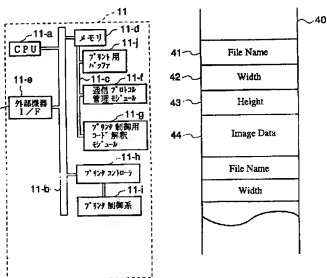 11
11-a
CPU
11-d
メモリ
11-j
プリント用
バッファ
11-e
外部機器
I／F
11-c
11-f
通信プロトコル
管理モジュール
11-g
プリンタ制御用
コード解釈
モジュール
11-h
プリンタコントローラ
11-b
11-i
プリンタ制御系
40
41
File Name
42
Width
43
Height
44
Image Data
File Name
Width